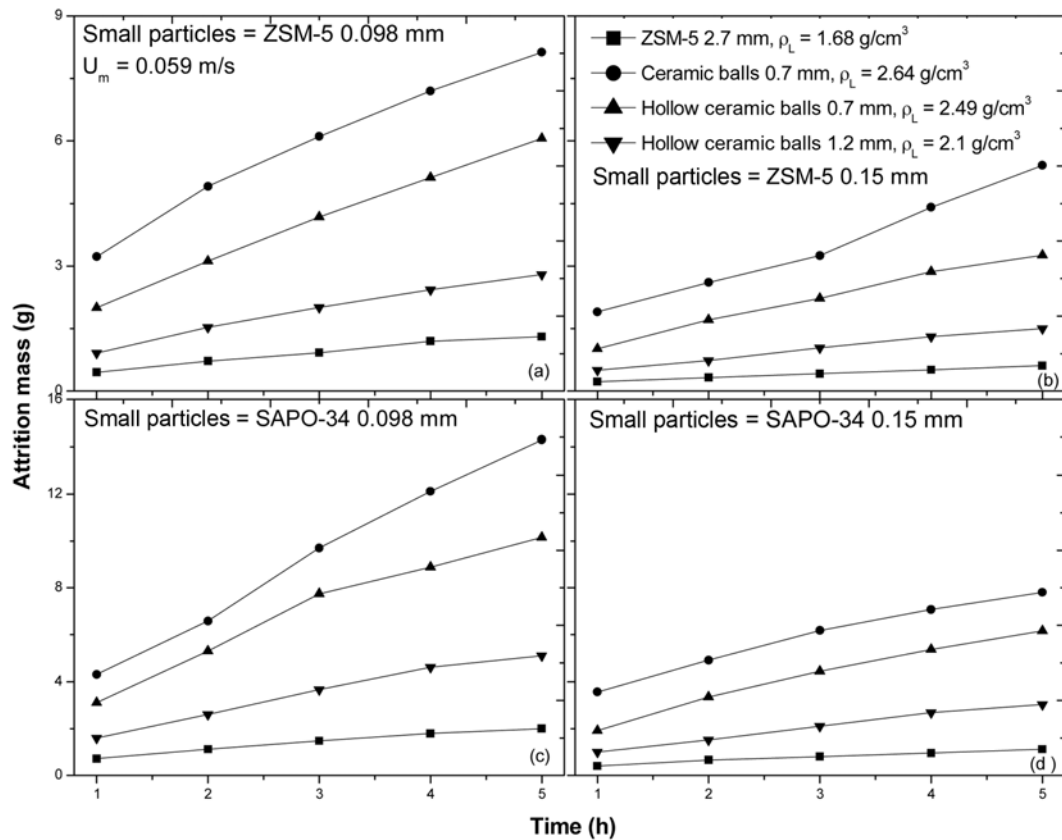 Small particles = ZSM-5 0.098 mm
U_m = 0.059 m/s
9
6
3
0
(a)
ZSM-5 2.7 mm, ρ_L = 1.68 g/cm³
Ceramic balls 0.7 mm, ρ_L = 2.64 g/cm³
Hollow ceramic balls 0.7 mm, ρ_L = 2.49 g/cm³
Hollow ceramic balls 1.2 mm, ρ_L = 2.1 g/cm³
Small particles = ZSM-5 0.15 mm
(b)
Attrition mass (g)
Small particles = SAPO-34 0.098 mm
16
12
8
4
0
(c)
1 2 3 4 5
Small particles = SAPO-34 0.15 mm
(d )
1 2 3 4 5
Time (h)